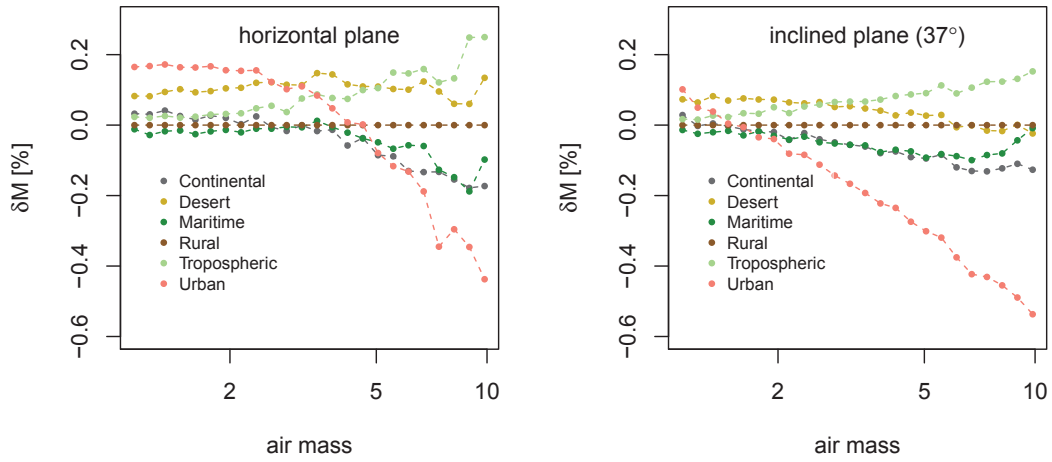 horizontal plane
δM [%]
0.2
0.0
−0.2
−0.4
−0.6
Continental
Desert
Maritime
Rural
Tropospheric
Urban
2
5
10
air mass
inclined plane (37°)
δM [%]
0.2
0.0
−0.2
−0.4
−0.6
Continental
Desert
Maritime
Rural
Tropospheric
Urban
2
5
10
air mass